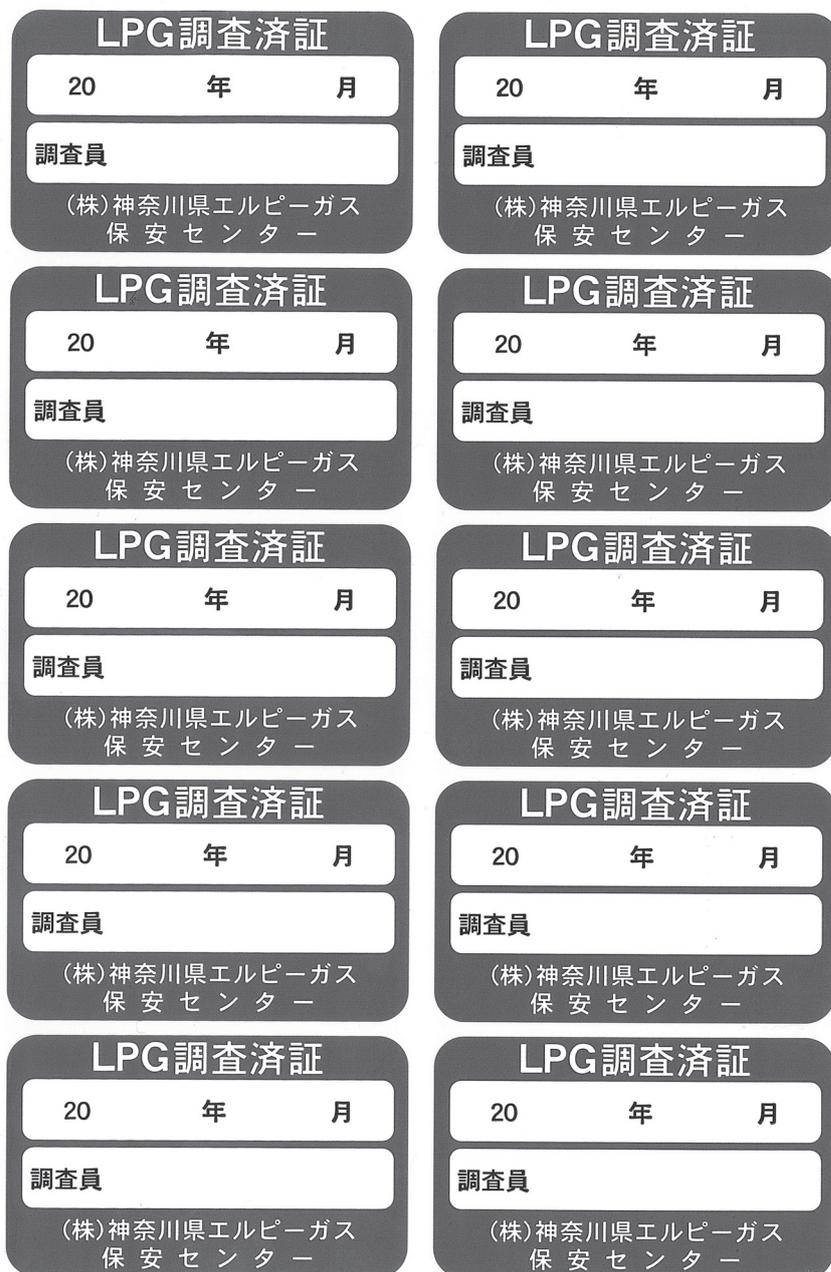 LPG調査済証
20 年 月
調査員
(株)神奈川県エルピーガス
保安センター
LPG調査済証
20 年 月
調査員
(株)神奈川県エルピーガス
保安センター
LPG調査済証
20 年 月
調査員
(株)神奈川県エルピーガス
保安センター
LPG調査済証
20 年 月
調査員
(株)神奈川県エルピーガス
保安センター
LPG調査済証
20 年 月
調査員
(株)神奈川県エルピーガス
保安センター
LPG調査済証
20 年 月
調査員
(株)神奈川県エルピーガス
保安センター
LPG調査済証
20 年 月
調査員
(株)神奈川県エルピーガス
保安センター
LPG調査済証
20 年 月
調査員
(株)神奈川県エルピーガス
保安センター
LPG調査済証
20 年 月
調査員
(株)神奈川県エルピーガス
保安センター
LPG調査済証
20 年 月
調査員
(株)神奈川県エルピーガス
保安センター